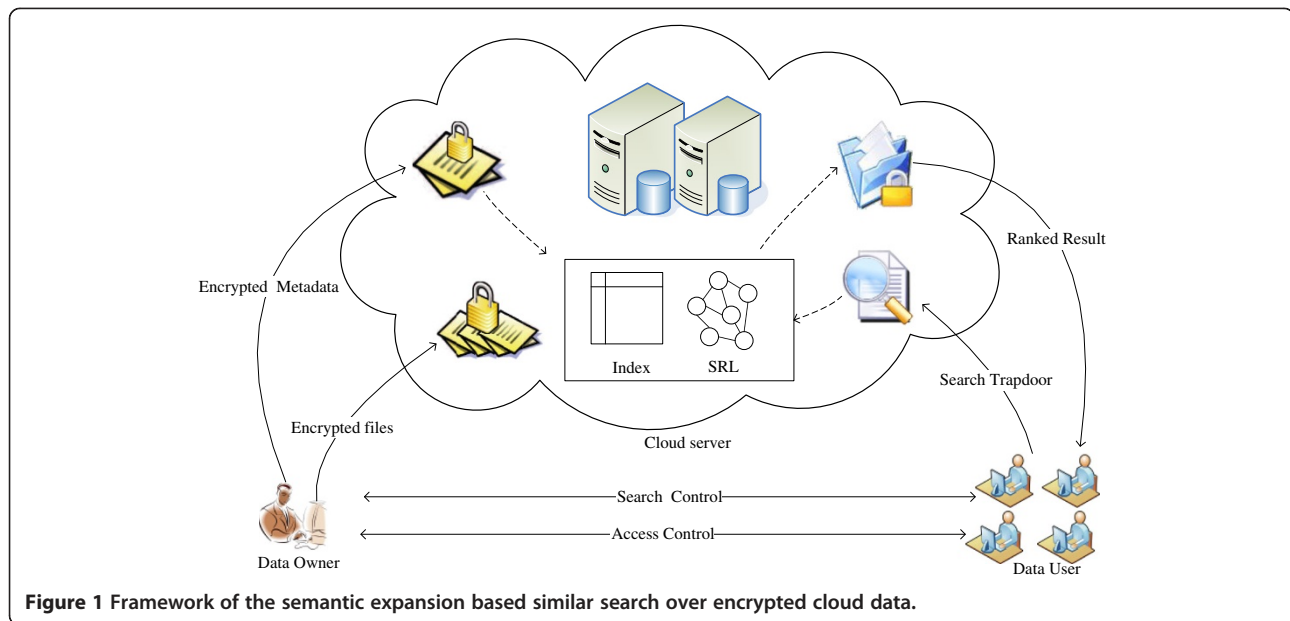 Encrypted Metadata
Encrypted files
Index
SRL
Cloud server
Ranked Result
Search Trapdoor
Search Control
Access Control
Data Owner
Data User
Figure 1 Framework of the semantic expansion based similar search over encrypted cloud data.